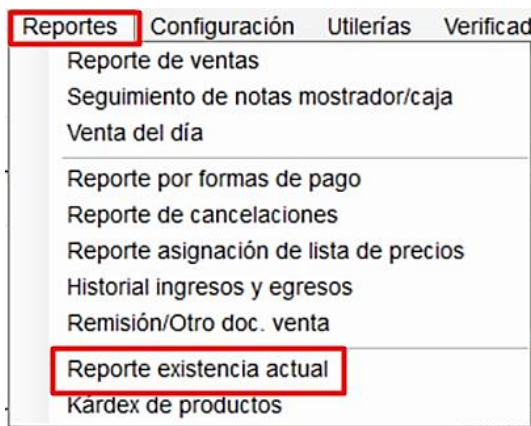 Reportes Configuración Utilerías
Reporte de ventas
Seguimiento de notas mostrador/caja
Venta del día
Reporte por formas de pago
Reporte de cancelaciones
Reporte asignación de lista de precios
Historial ingresos y egresos
Remisión/Otro doc. venta
Reporte existencia actual
Kárdex de productos